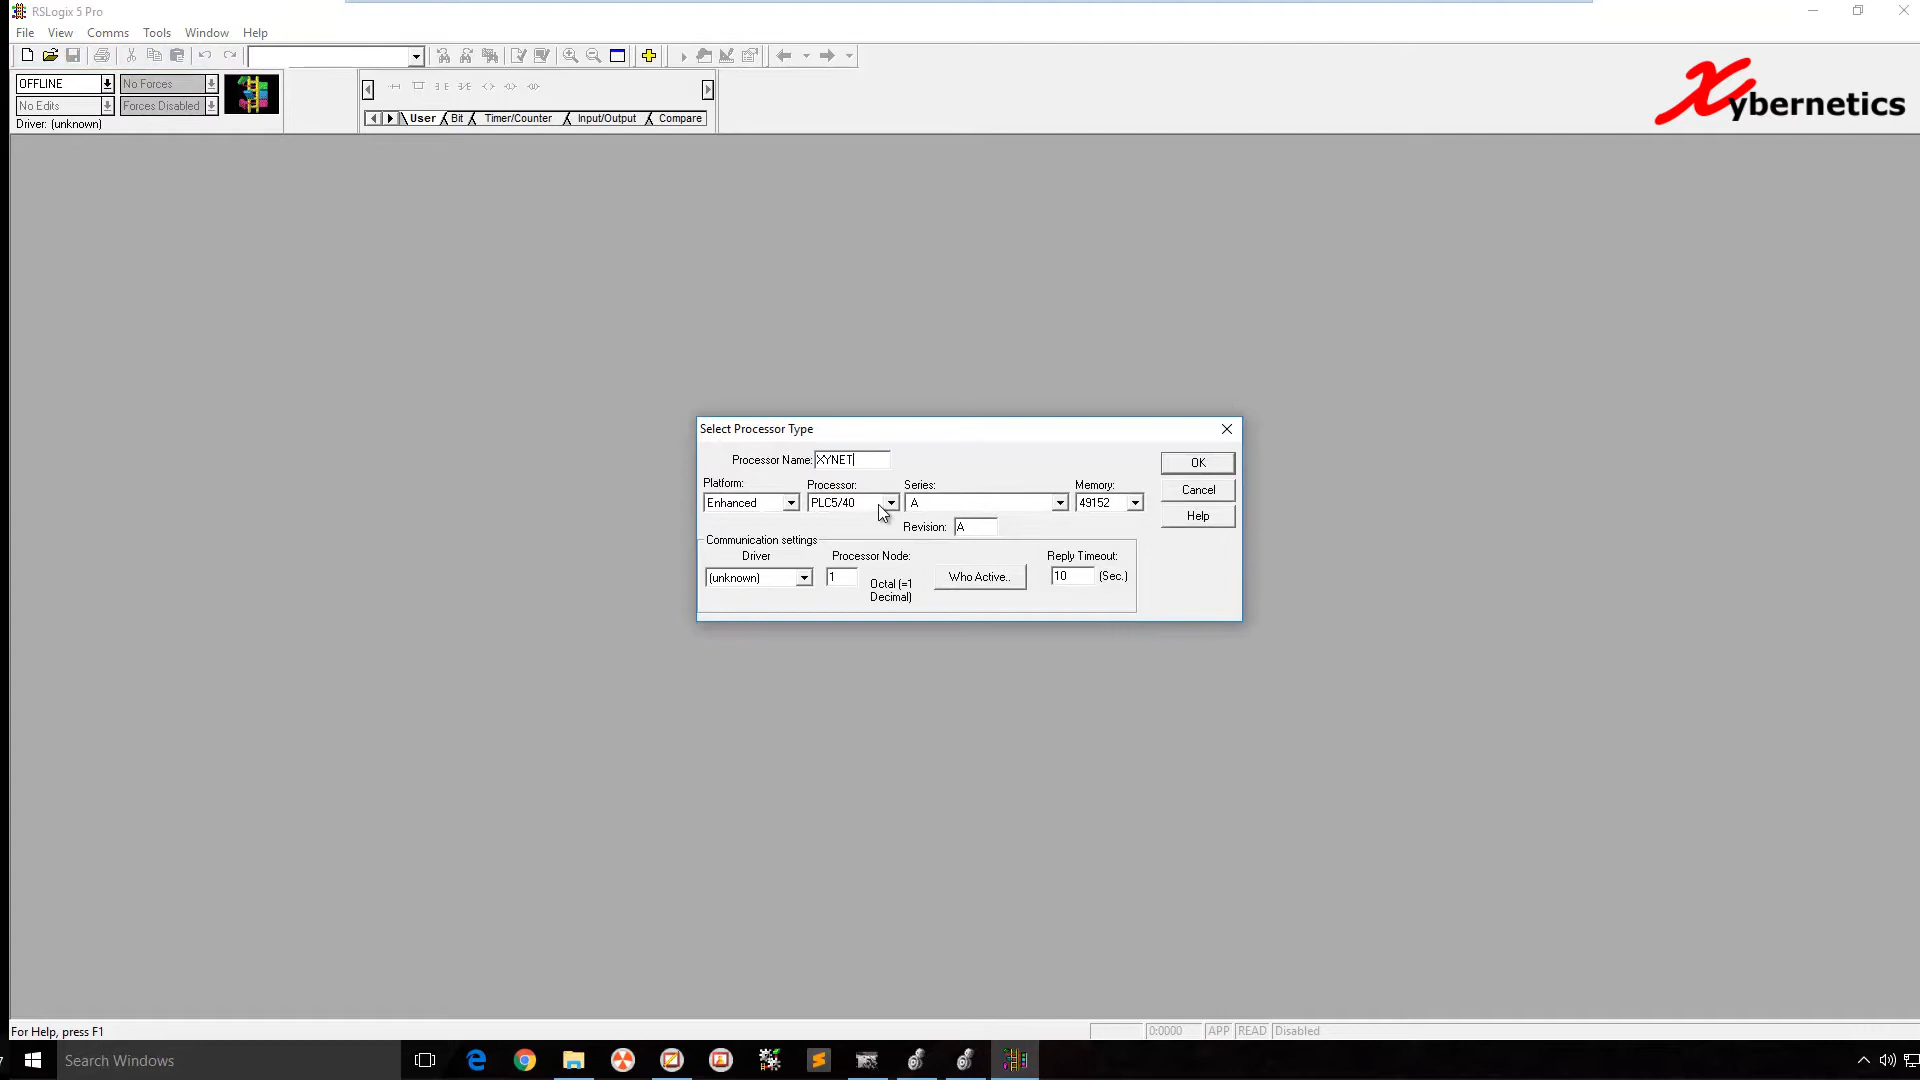 RSLogix 5 Pro
File View Comms Tools Window Help
OFFLINE No Forces
No Edits Forces Disabled
Driver: (unknown)
User Bit Timer/Counter Input/Output Compare
Xybernetics
Select Processor Type
Processor Name: XYNET
Platform: Processor: Series: Memory:
Enhanced PLC5/40 A 49152
Revision: A
OK
Cancel
Help
Communication settings
Driver Processor Node: Reply Timeout:
(unknown) 1 Octal (=1 Decimal) Who Active.. 10 (Sec.)
For Help, press F1
0:0000 APP READ Disabled
Search Windows